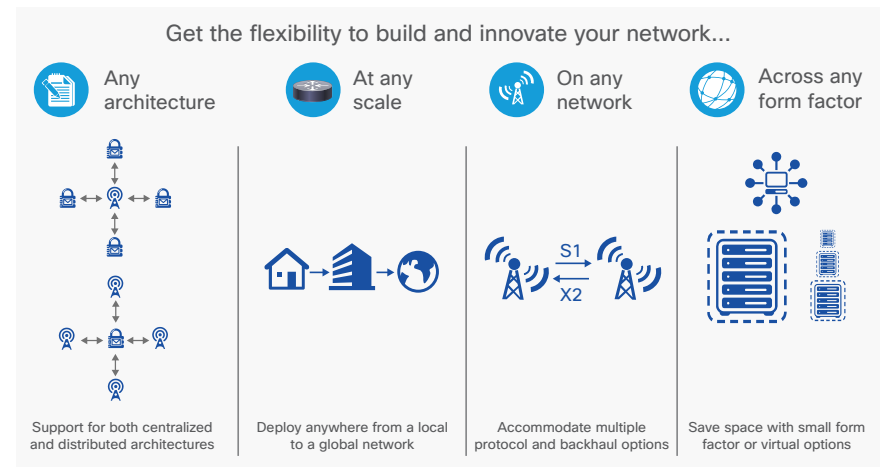 Get the flexibility to build and innovate your network...
Any
architecture
At any
scale
On any
network
Across any
form factor
S1
X2
Support for both centralized
and distributed architectures
Deploy anywhere from a local
to a global network
Accommodate multiple
protocol and backhaul options
Save space with small form
factor or virtual options